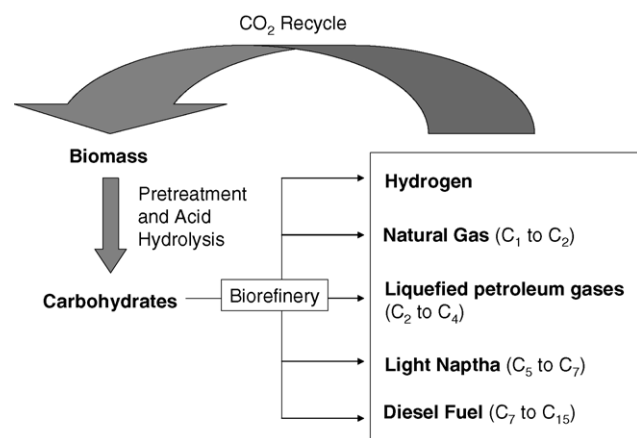 CO₂ Recycle
Biomass
Pretreatment
and Acid
Hydrolysis
Carbohydrates
Biorefinery
Hydrogen
Natural Gas (C₁ to C₂)
Liquefied petroleum gases
(C₂ to C₄)
Light Naptha (C₅ to C₇)
Diesel Fuel (C₇ to C₁₅)